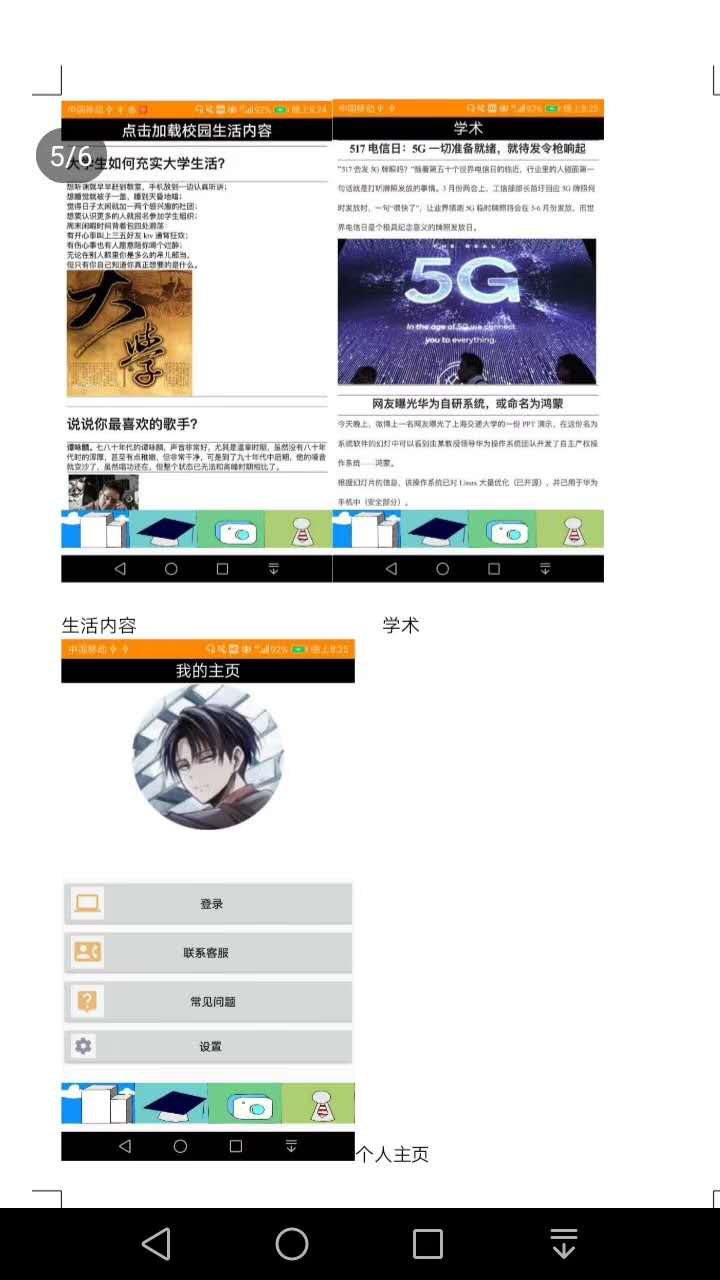 5/6
中国移动
92%
晚上8:24
点击加载校园生活内容
大学生如何充实大学生活?
想听课就早早赶到教室，手机放到一边认真听讲；
想睡觉就被子一盖，睡到天昏地暗；
觉得日子太闲就加一两个感兴趣的社团；
想要认识更多的人就报名参加学生组织；
周末闲暇时间背着包四处溜荡；
有开心事叫上三五好友 ktv 通宵狂欢；
有伤心事也有人愿意陪你喝个烂醉；
无论在别人眼里你是多么的吊儿郎当，
但只有你自己知道你真正想要的是什么。
大学
说说你最喜欢的歌手?
谭咏麟。七八十年代的谭咏麟，声音非常好，尤其是温拿时期，虽然没有八十年
代时的浑厚，甚至有点稚嫩，但非常干净，可是到了九十年代中后期，他的嗓音
就变沙了，虽然唱功还在，但整个状态已无法和高峰时期相比了。
中国移动
92%
晚上8:25
学术
517 电信日：5G 一切准备就绪，就待发令枪响起
"517 会发 5G 牌照吗？"随着第五十个世界电信日的临近，行业里的人碰面第一
句话就是打听牌照发放的事情。3 月份两会上，工信部部长苗圩回应 5G 牌照何
时发放时，一句"很快了"，让业界猜测 5G 临时牌照将会在 5-6 月份发放，而世
界电信日是个极具纪念意义的牌照发放日。
THE REAL
5G
In the age of 5G we connect
you to everything.
网友曝光华为自研系统，或命名为鸿蒙
今天晚上，微博上一名网友曝光了上海交通大学的一份 PPT 演示，在这份名为
系统软件的幻灯中可以看到由某教授领导华为操作系统团队开发了自主产权操
作系统——鸿蒙。
根据幻灯片的信息，该操作系统已对 Linux 大量优化（已开源），并已用于华为
手机中（安全部分）。
生活内容
学术
中国移动
92%
晚上8:25
我的主页
登录
联系客服
常见问题
设置
个人主页